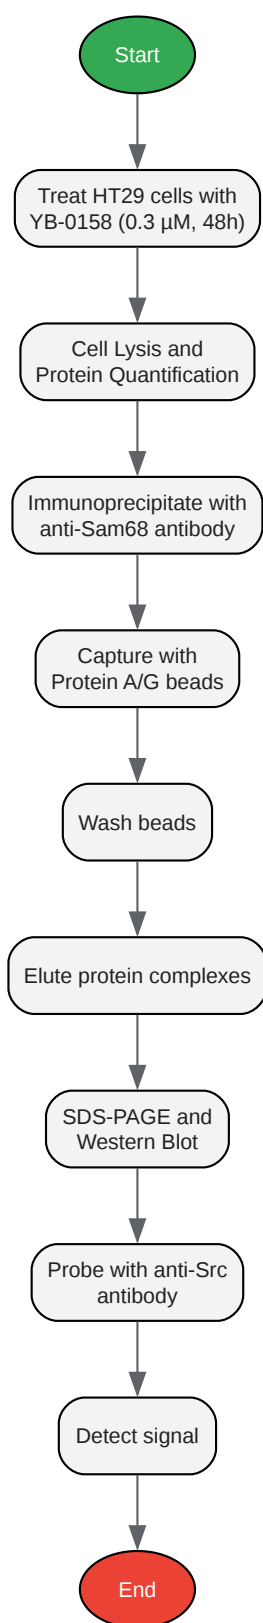 Start
Treat HT29 cells with
YB-0158 (0.3 µM, 48h)
Cell Lysis and
Protein Quantification
Immunoprecipitate with
anti-Sam68 antibody
Capture with
Protein A/G beads
Wash beads
Elute protein complexes
SDS-PAGE and
Western Blot
Probe with anti-Src
antibody
Detect signal
End